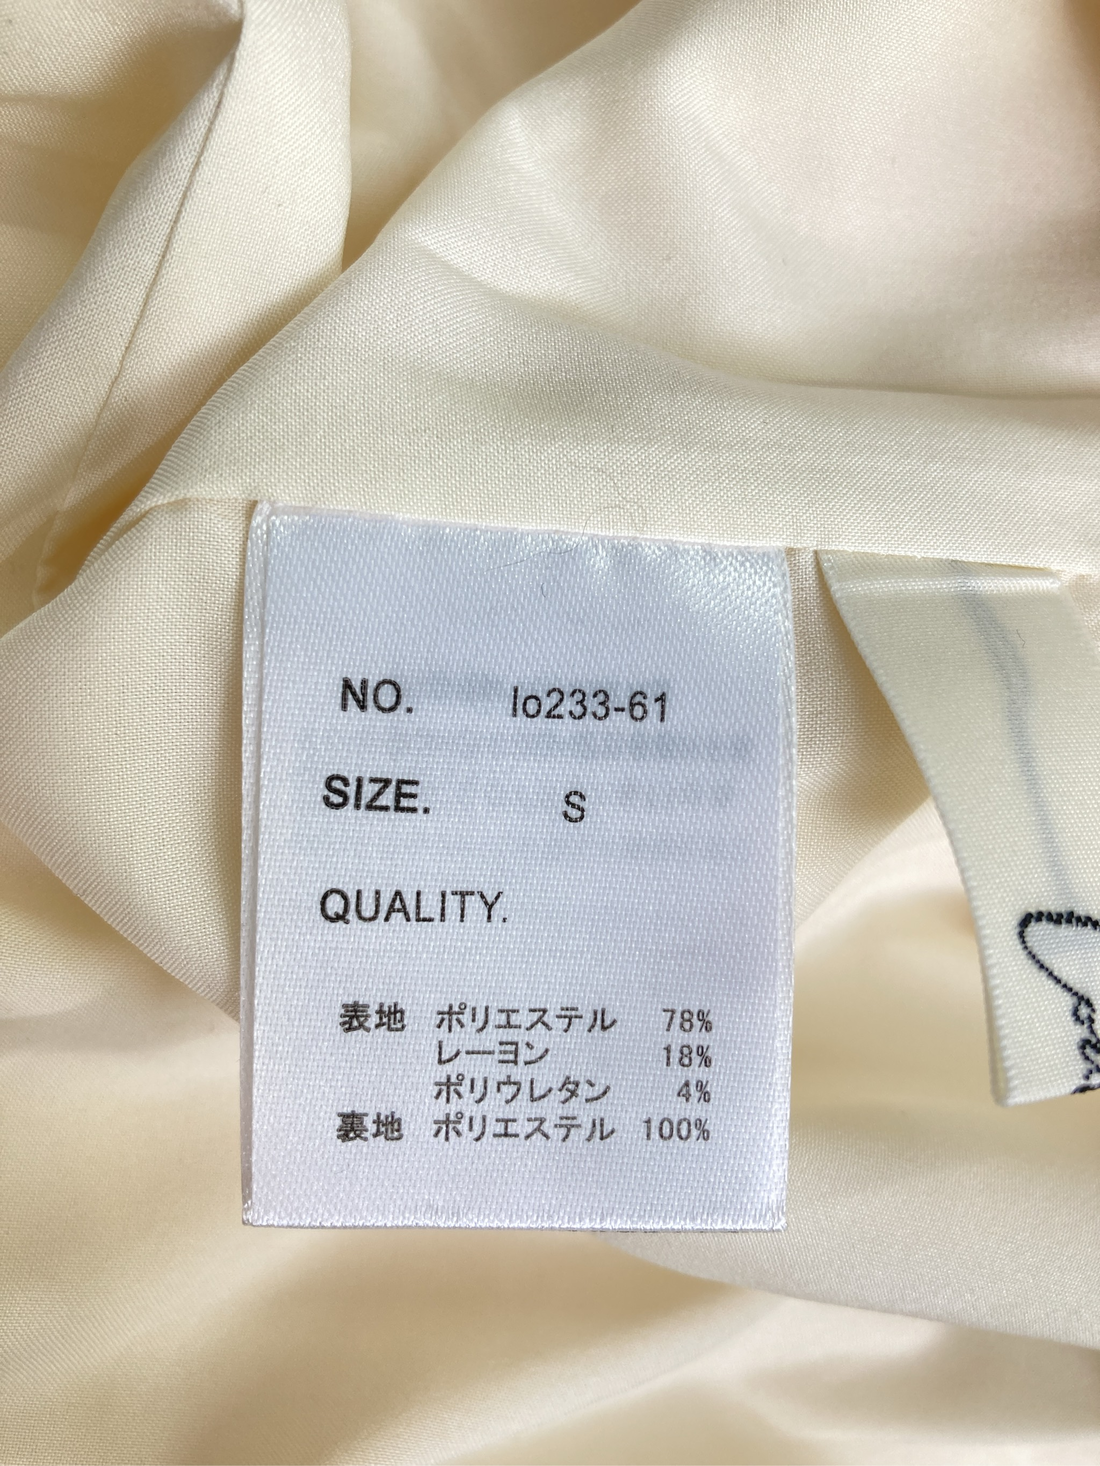 NO. lo233-61
SIZE. S
QUALITY.
表地 ポリエステル 78%
レーヨン 18%
ポリウレタン 4%
裏地 ポリエステル 100%